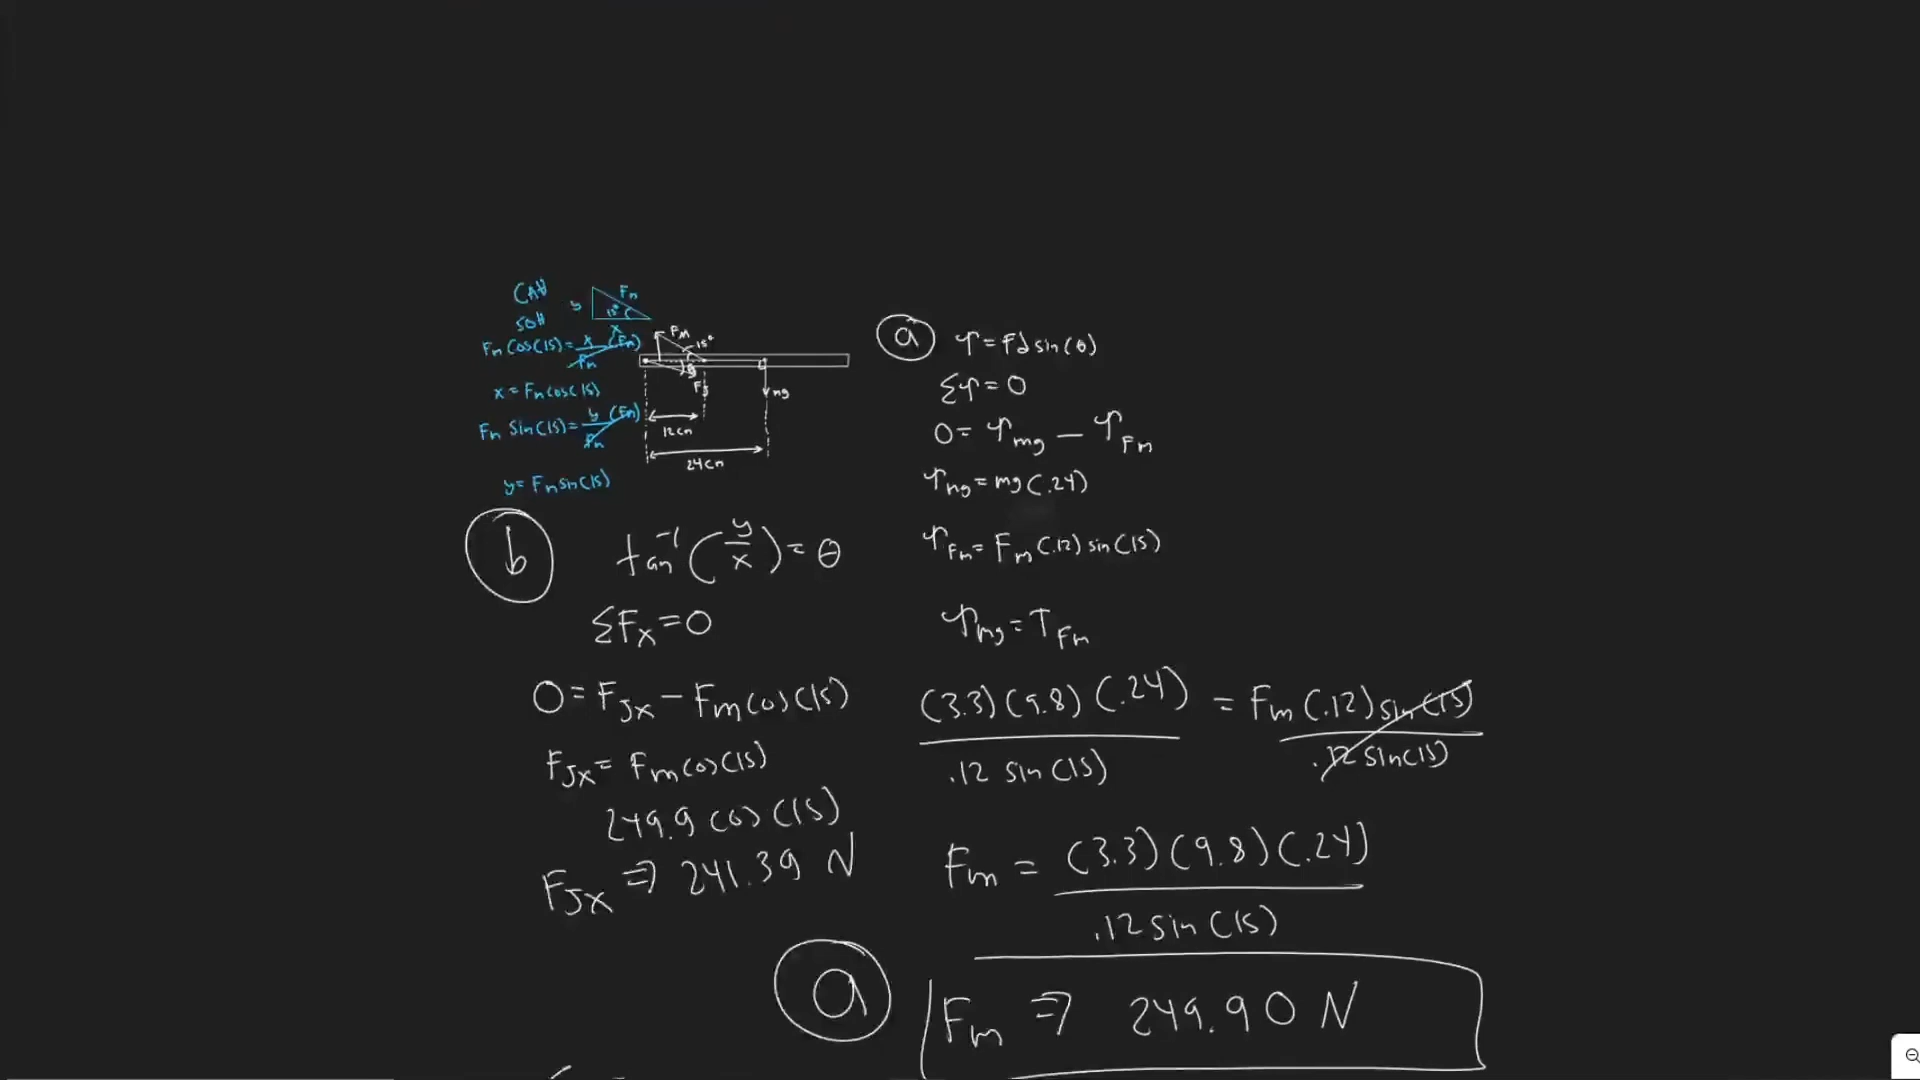 CAH
SOH
y
Fm
15°
x
Fm Cos(15) = x/Fm (Fm)
x = Fm cos(15)
Fm Sin(15) = y/Fm (Fm)
y = Fm sin(15)
Fm
15°
θ
FJ
mg
12cm
24cm
a
τ = Fd sin(θ)
Στ = 0
0 = τmg − τFm
τmg = mg(.24)
τFm = Fm(.12) sin(15)
τmg = TFm
(3.3)(9.8)(.24) / .12 sin(15) = Fm(.12) sin(15) / .12 sin(15)
Fm = (3.3)(9.8)(.24) / .12 sin(15)
a
Fm ⇒ 249.90 N
b
tan⁻¹(y/x) = θ
ΣFx = 0
0 = FJx − Fm cos(15)
FJx = Fm cos(15)
249.9 cos(15)
FJx ⇒ 241.39 N